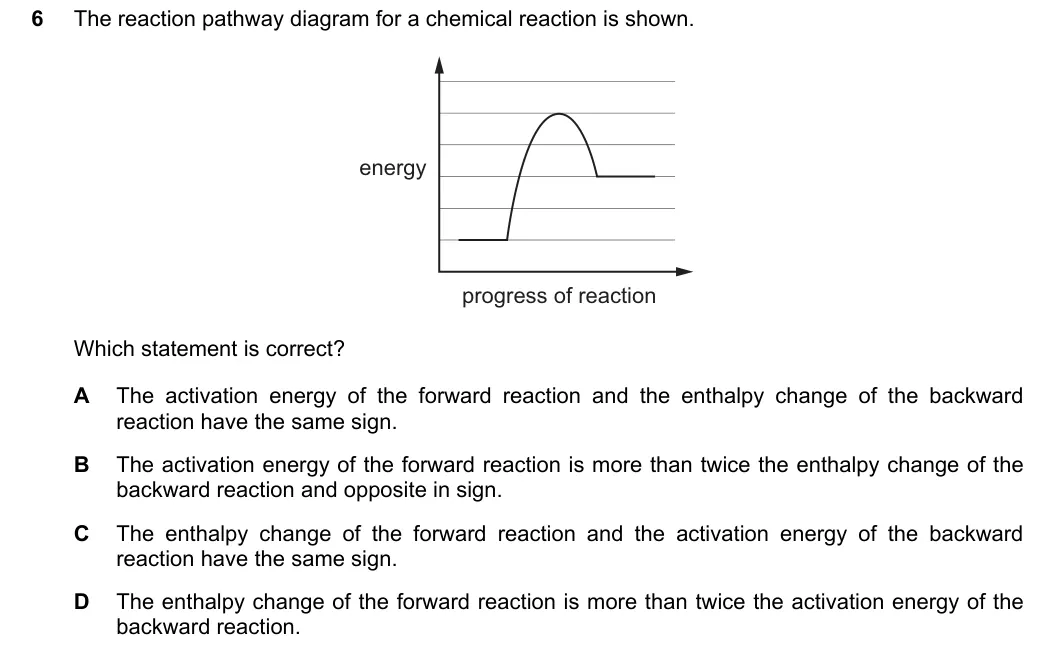 6 The reaction pathway diagram for a chemical reaction is shown.
energy
progress of reaction
Which statement is correct?
A The activation energy of the forward reaction and the enthalpy change of the backward
reaction have the same sign.
B The activation energy of the forward reaction is more than twice the enthalpy change of the
backward reaction and opposite in sign.
C The enthalpy change of the forward reaction and the activation energy of the backward
reaction have the same sign.
D The enthalpy change of the forward reaction is more than twice the activation energy of the
backward reaction.